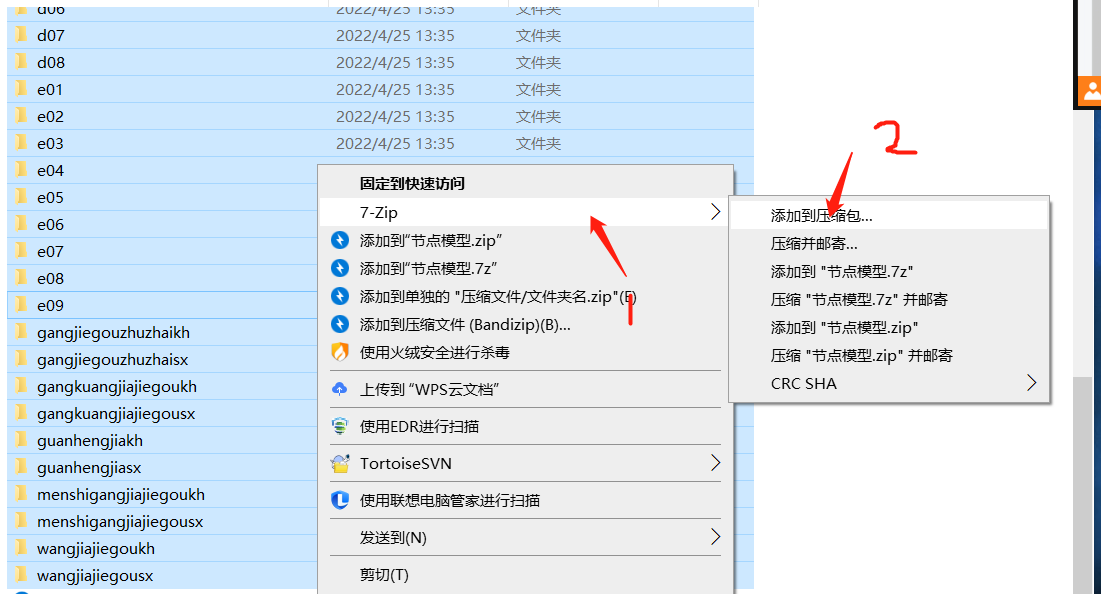 d06 2022/4/25 13:35 文件夹
d07 2022/4/25 13:35 文件夹
d08 2022/4/25 13:35 文件夹
e01 2022/4/25 13:35 文件夹
e02 2022/4/25 13:35 文件夹
e03 2022/4/25 13:35 文件夹
e04
e05
e06
e07
e08
e09
gangjiegouzhuzhaikh
gangjiegouzhuzhaisx
gangkuangjiajiegoukh
gangkuangjiajiegousx
guanhengjiakh
guanhengjiasx
menshigangjiajiegoukh
menshigangjiajiegousx
wangjiajiegoukh
wangjiajiegousx
固定到快速访问
7-Zip
添加到“节点模型.zip”
添加到“节点模型.7z”
添加到单独的 "压缩文件/文件夹名.zip"(E)
添加到压缩文件 (Bandizip)(B)...
使用火绒安全进行杀毒
上传到 “WPS云文档”
使用EDR进行扫描
TortoiseSVN
使用联想电脑管家进行扫描
发送到(N)
剪切(T)
1
2
添加到压缩包...
压缩并邮寄...
添加到 "节点模型.7z"
压缩 "节点模型.7z" 并邮寄
添加到 "节点模型.zip"
压缩 "节点模型.zip" 并邮寄
CRC SHA